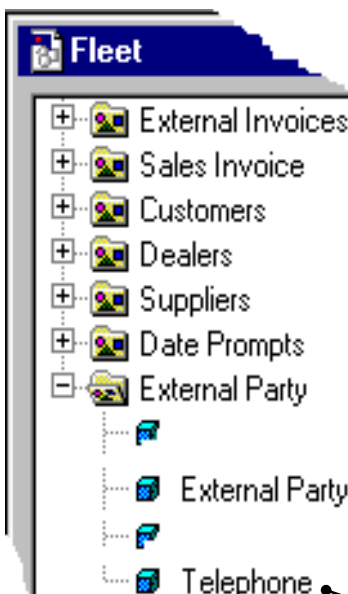 Fleet
External Invoices
Sales Invoice
Customers
Dealers
Suppliers
Date Prompts
External Party
External Party
Telephone